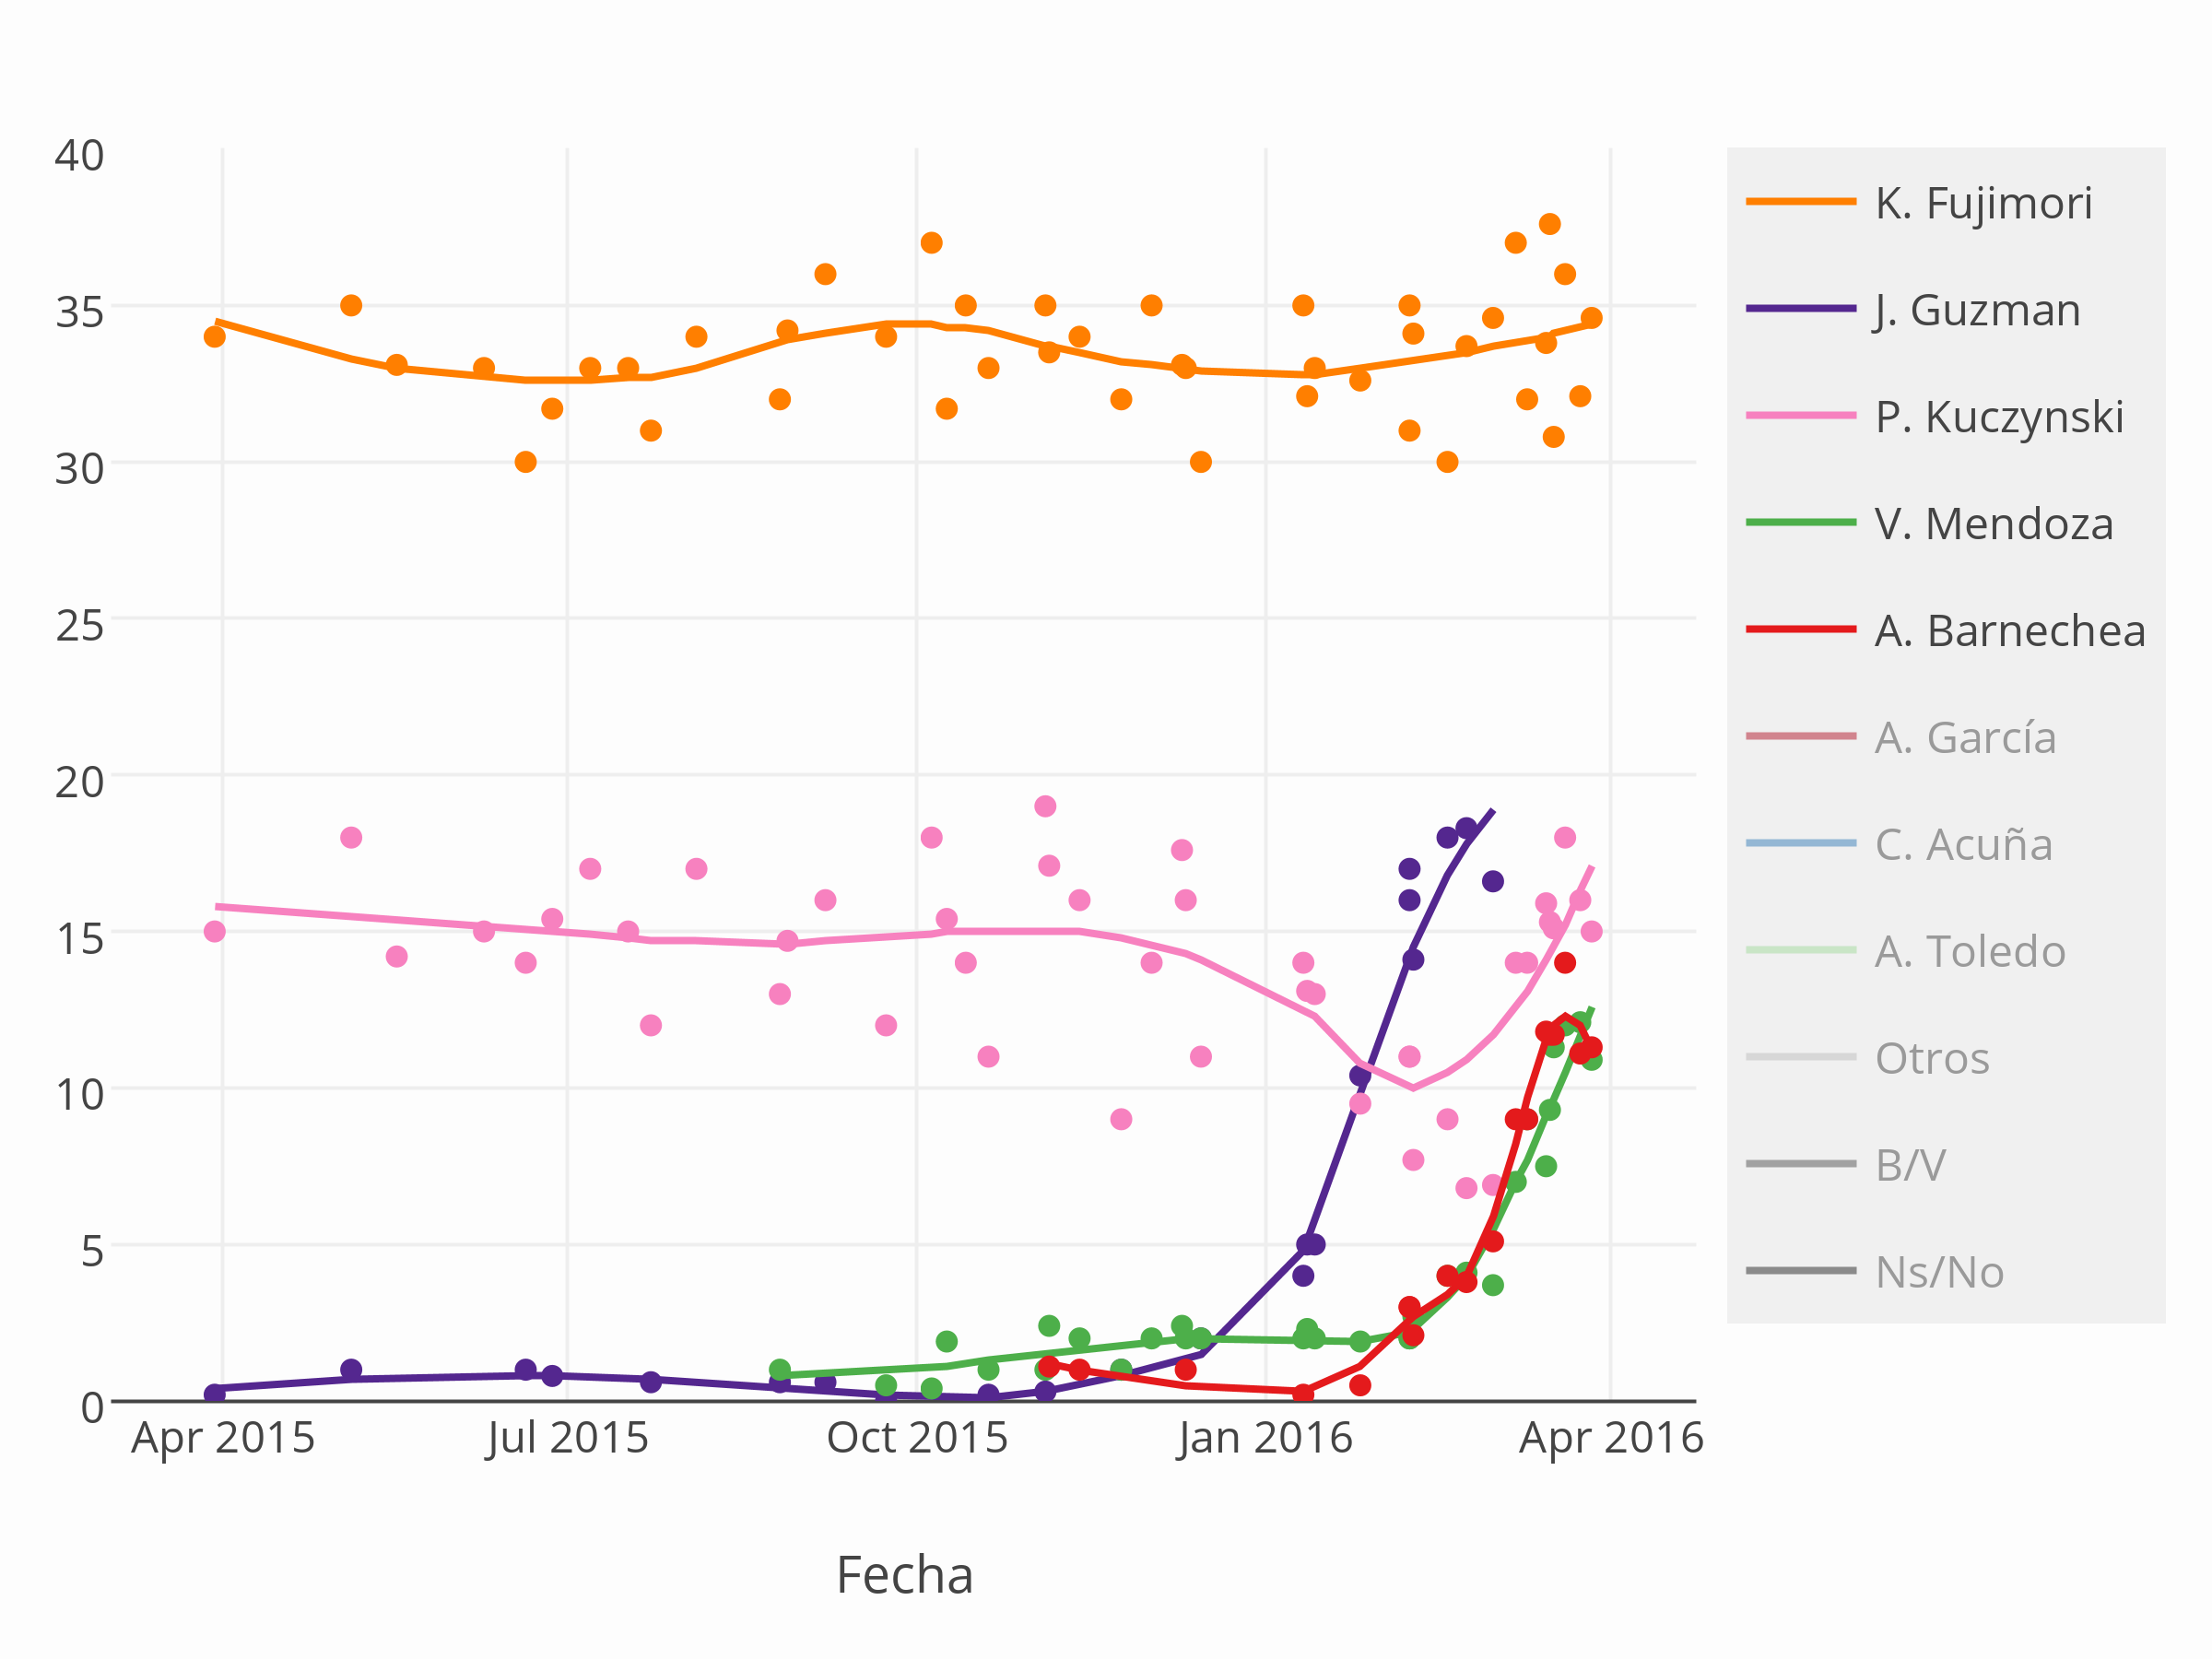 40
35
30
25
20
15
10
5
0
Apr 2015
Jul 2015
Oct 2015
Jan 2016
Apr 2016
Fecha
K. Fujimori
J. Guzman
P. Kuczynski
V. Mendoza
A. Barnechea
A. García
C. Acuña
A. Toledo
Otros
B/V
Ns/No